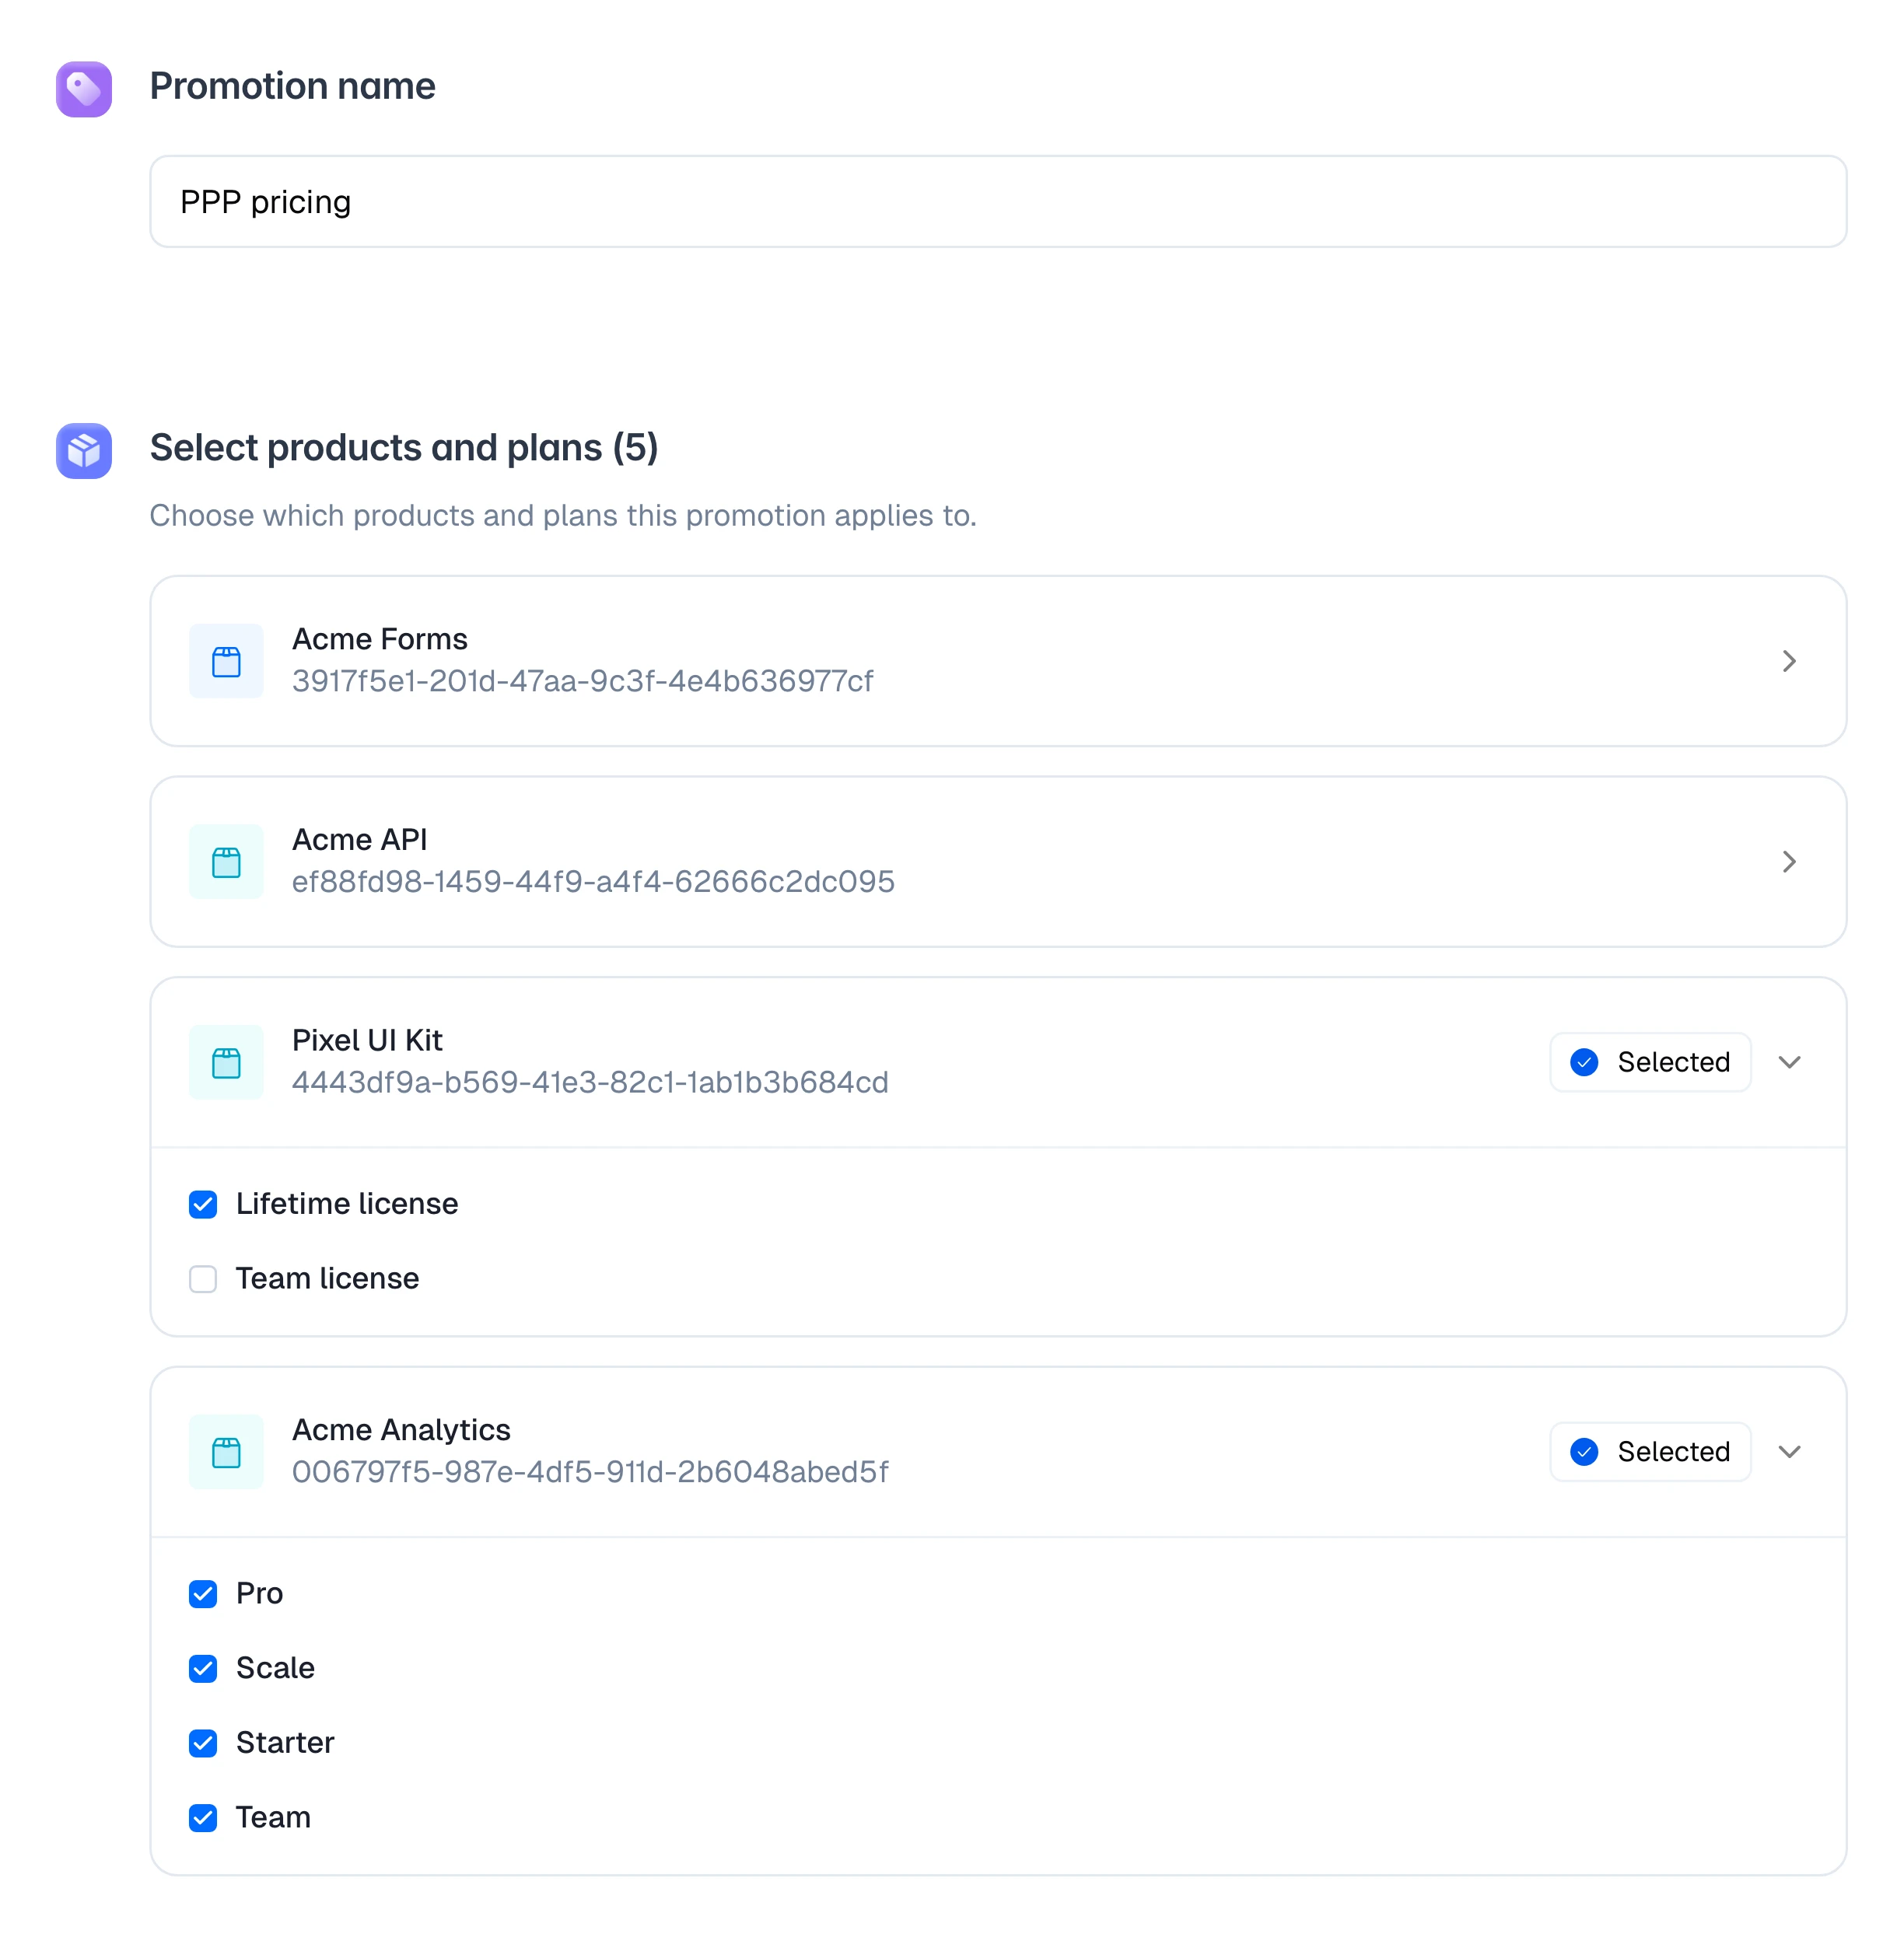 Promotion name
PPP pricing
Select products and plans (5)
Choose which products and plans this promotion applies to.
Acme Forms
3917f5e1-201d-47aa-9c3f-4e4b636977cf
Acme API
ef88fd98-1459-44f9-a4f4-62666c2dc095
Pixel UI Kit
4443df9a-b569-41e3-82c1-1ab1b3b684cd
Selected
Lifetime license
Team license
Acme Analytics
006797f5-987e-4df5-911d-2b6048abed5f
Selected
Pro
Scale
Starter
Team